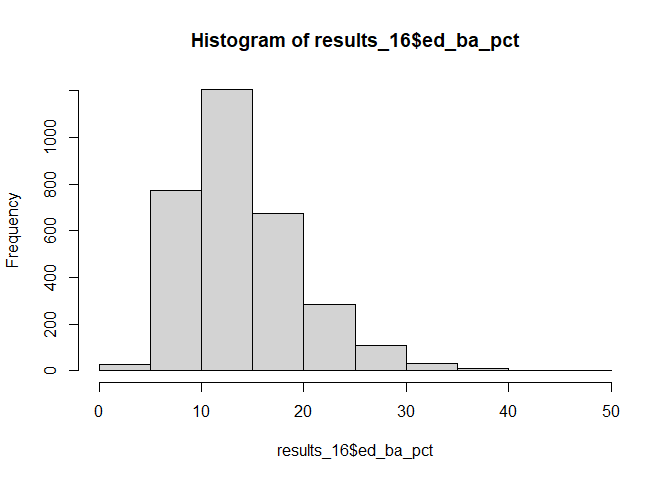 Histogram of results_16$ed_ba_pct
Frequency
0 200 400 600 800 1000
0 10 20 30 40 50
results_16$ed_ba_pct